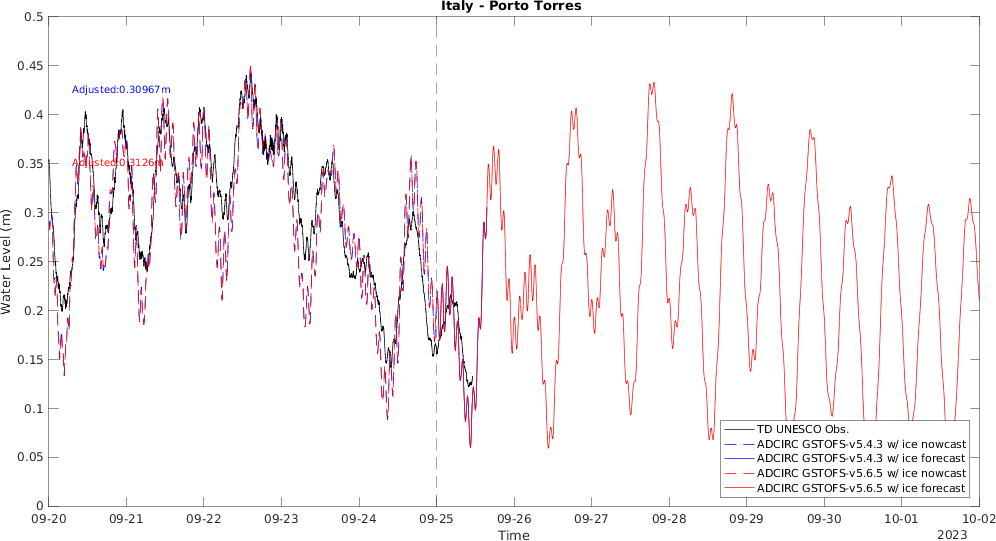 Italy - Porto Torres
0.5
0.45
0.4
0.35
0.3
0.25
0.2
0.15
0.1
0.05
0
Water Level (m)
Adjusted:0.30967m
Adjusted:0.3126m
TD UNESCO Obs.
ADCIRC GSTOFS-v5.4.3 w/ ice nowcast
ADCIRC GSTOFS-v5.4.3 w/ ice forecast
ADCIRC GSTOFS-v5.6.5 w/ ice nowcast
ADCIRC GSTOFS-v5.6.5 w/ ice forecast
09-20 09-21 09-22 09-23 09-24 09-25 09-26 09-27 09-28 09-29 09-30 10-01 10-02
Time
2023